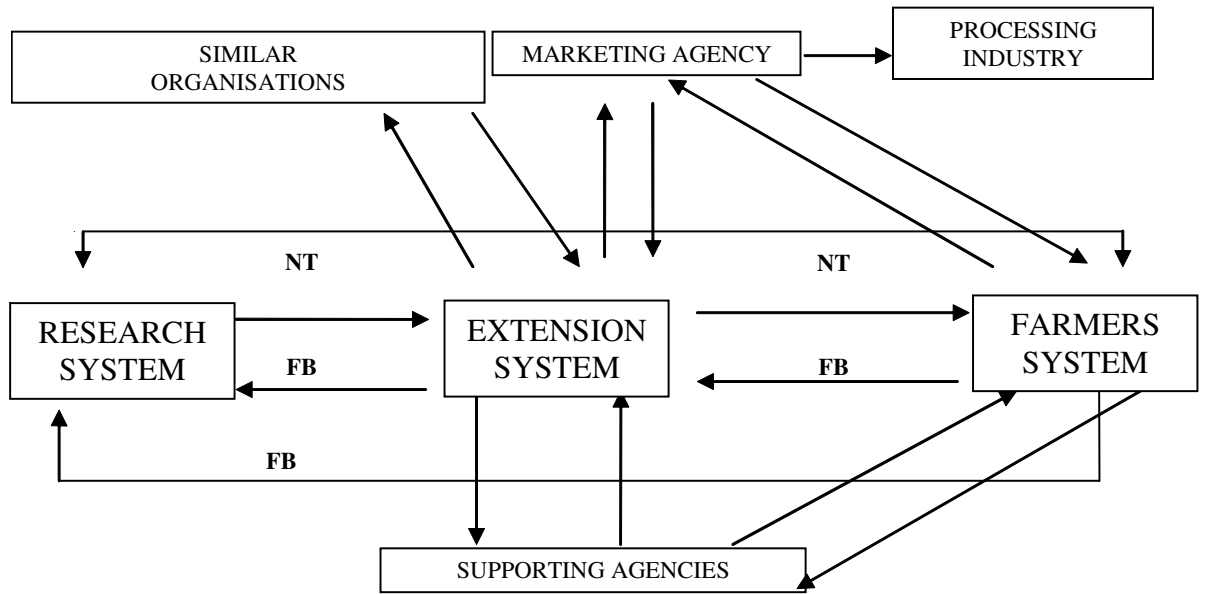 SIMILAR
ORGANISATIONS
MARKETING AGENCY
PROCESSING
INDUSTRY
NT
NT
RESEARCH
SYSTEM
EXTENSION
SYSTEM
FARMERS
SYSTEM
FB
FB
FB
SUPPORTING AGENCIES